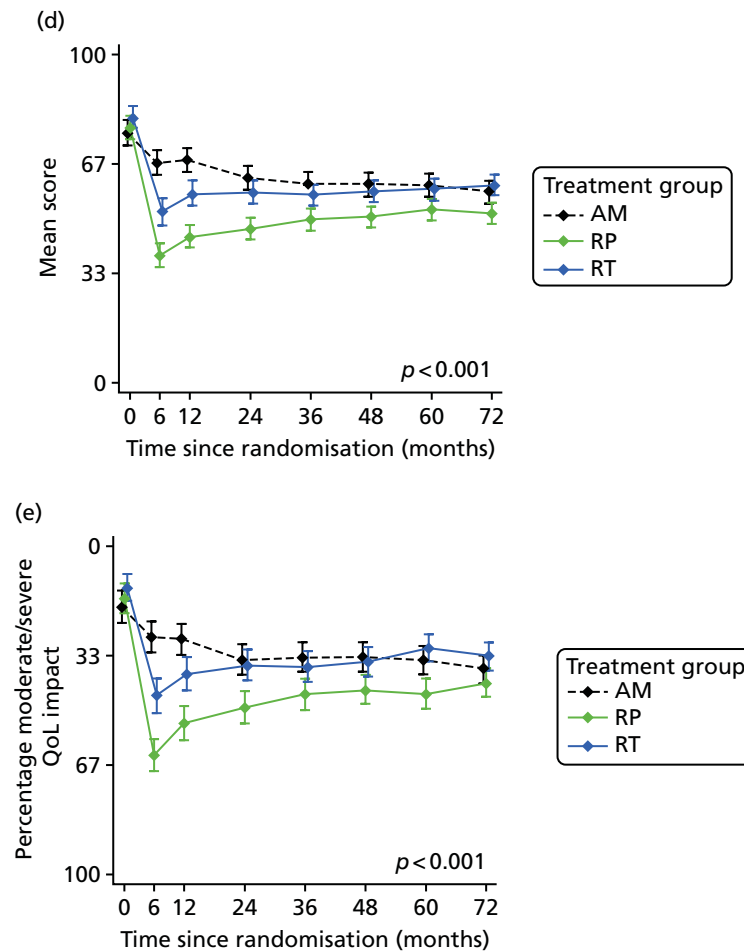 (d)
100
67
33
0
Mean score
p<0.001
0 6 12 24 36 48 60 72
Time since randomisation (months)
Treatment group
AM
RP
RT
(e)
0
33
67
100
Percentage moderate/severe
QoL impact
p<0.001
0 6 12 24 36 48 60 72
Time since randomisation (months)
Treatment group
AM
RP
RT